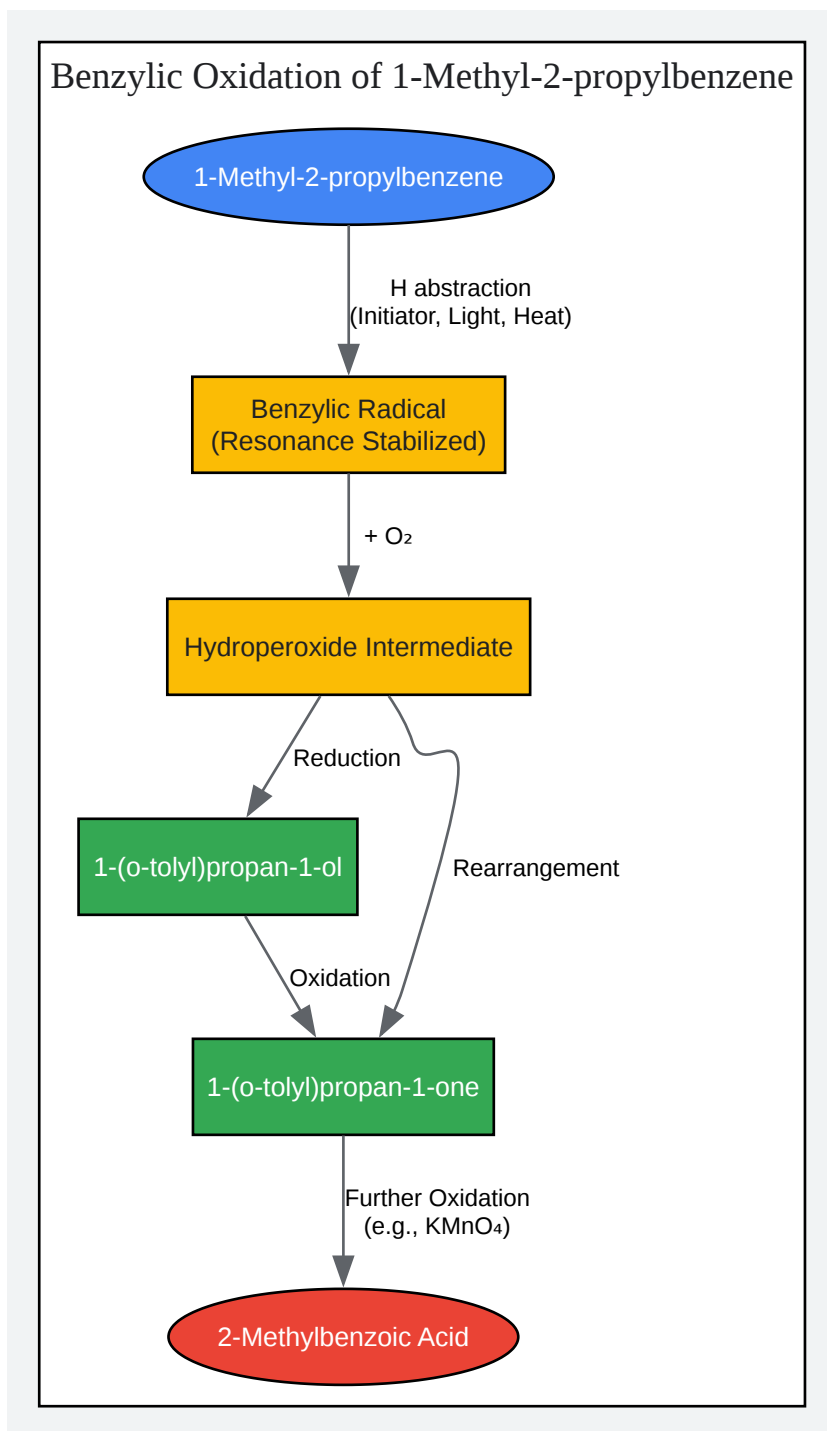 Benzylic Oxidation of 1-Methyl-2-propylbenzene
1-Methyl-2-propylbenzene
H abstraction
(Initiator, Light, Heat)
Benzylic Radical
(Resonance Stabilized)
+ O₂
Hydroperoxide Intermediate
Reduction
1-(o-tolyl)propan-1-ol
Rearrangement
Oxidation
1-(o-tolyl)propan-1-one
Further Oxidation
(e.g., KMnO₄)
2-Methylbenzoic Acid